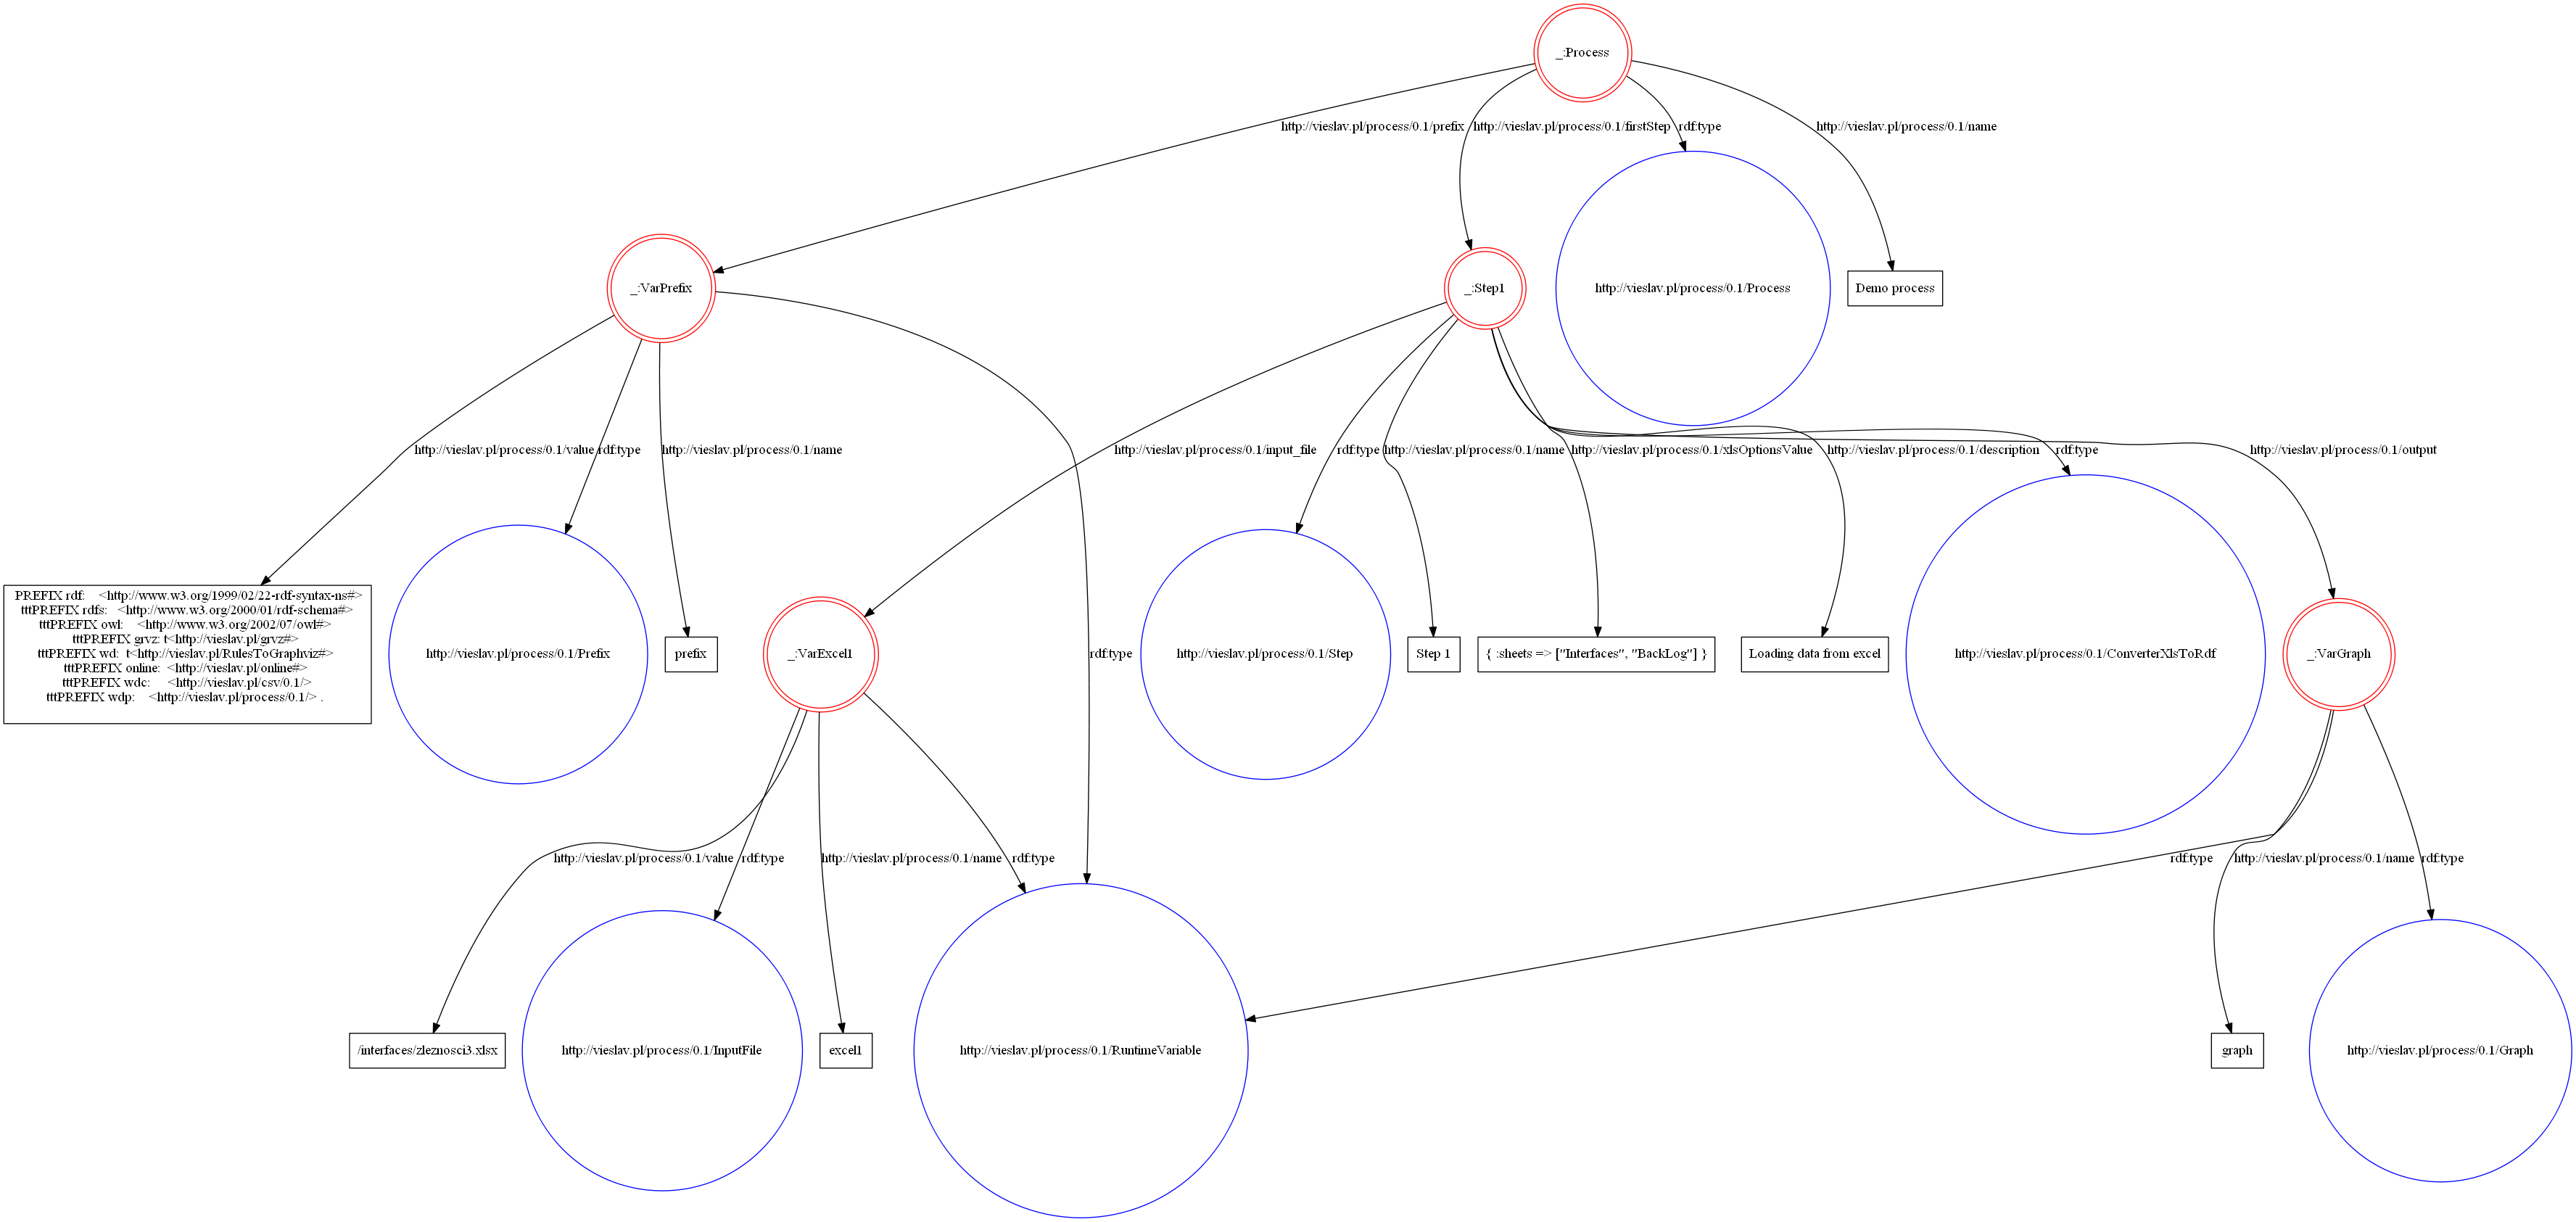 _:Process
http://vieslav.pl/process/0.1/prefix
http://vieslav.pl/process/0.1/firstStep
rdf:type
http://vieslav.pl/process/0.1/name
_:VarPrefix
_:Step1
http://vieslav.pl/process/0.1/Process
Demo process
http://vieslav.pl/process/0.1/value
rdf:type
http://vieslav.pl/process/0.1/name
http://vieslav.pl/process/0.1/input_file
rdf:type
http://vieslav.pl/process/0.1/name
http://vieslav.pl/process/0.1/xlsOptionsValue
http://vieslav.pl/process/0.1/description
rdf:type
http://vieslav.pl/process/0.1/output
PREFIX rdf: <http://www.w3.org/1999/02/22-rdf-syntax-ns#>
tttPREFIX rdfs: <http://www.w3.org/2000/01/rdf-schema#>
tttPREFIX owl: <http://www.w3.org/2002/07/owl#>
tttPREFIX grvz: t<http://vieslav.pl/grvz#>
tttPREFIX wd: t<http://vieslav.pl/RulesToGraphviz#>
tttPREFIX online: <http://vieslav.pl/online#>
tttPREFIX wdc: <http://vieslav.pl/csv/0.1/>
tttPREFIX wdp: <http://vieslav.pl/process/0.1/> .
http://vieslav.pl/process/0.1/Prefix
prefix
_:VarExcel1
rdf:type
http://vieslav.pl/process/0.1/Step
Step 1
{ :sheets => ["Interfaces", "BackLog"] }
Loading data from excel
http://vieslav.pl/process/0.1/ConverterXlsToRdf
_:VarGraph
http://vieslav.pl/process/0.1/value
rdf:type
http://vieslav.pl/process/0.1/name
rdf:type
rdf:type
http://vieslav.pl/process/0.1/name
rdf:type
/interfaces/zleznosci3.xlsx
http://vieslav.pl/process/0.1/InputFile
excel1
http://vieslav.pl/process/0.1/RuntimeVariable
graph
http://vieslav.pl/process/0.1/Graph